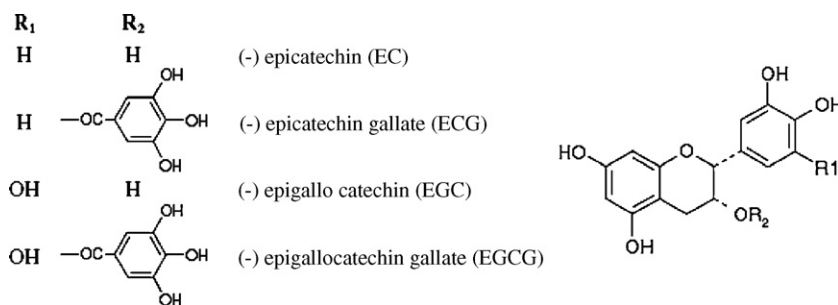 R₁ R₂
H H (-) epicatechin (EC)
OH
H —OC OH (-) epicatechin gallate (ECG)
OH
OH H (-) epigallo catechin (EGC)
OH
OH —OC OH (-) epigallocatechin gallate (EGCG)
OH
OH
OH
HO O R1
OR₂
OH